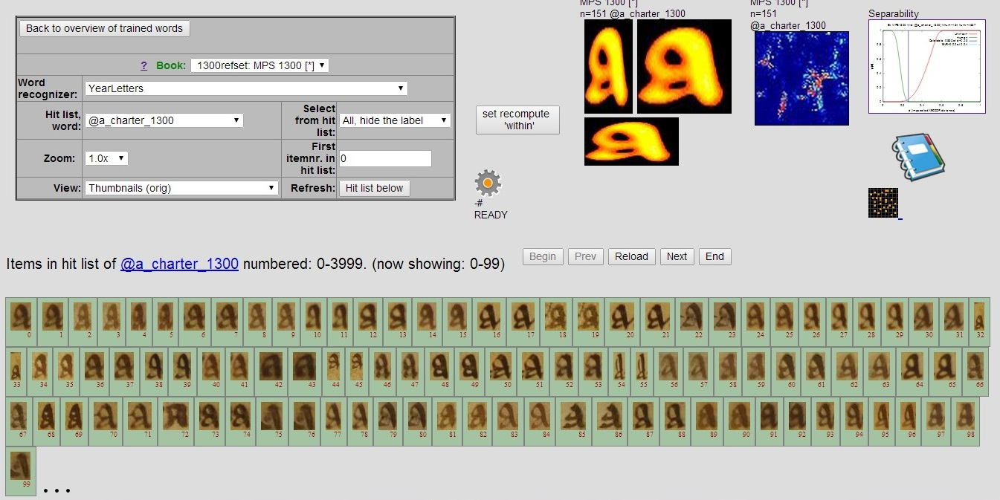 Back to overview of trained words
? Book: 1300refset: MPS 1300 [*]
Word recognizer: YearLetters
Hit list, word: @a_charter_1300
Select from hit list: All, hide the label
Zoom: 1.0x
First itemnr. in hit list: 0
View: Thumbnails (orig)
Refresh: Hit list below
set recompute 'within'
-#
READY
MPS 1300 [*]
n=151 @a_charter_1300
MPS 1300 [*]
n=151
@a_charter_1300
Separability
Items in hit list of @a_charter_1300 numbered: 0-3999. (now showing: 0-99)
Begin Prev Reload Next End
0 1 2 3 4 5 6 7 8 9 10 11 12 13 14 15 16 17 18 19 20 21 22 23 24 25 26 27 28 29 30 31 32
33 34 35 36 37 38 39 40 41 42 43 44 45 46 47 48 49 50 51 52 53 54 55 56 57 58 59 60 61 62 63 64 65 66
67 68 69 70 71 72 73 74 75 76 77 78 79 80 81 82 83 84 85 86 87 88 89 90 91 92 93 94 95 96 97 98
99
...